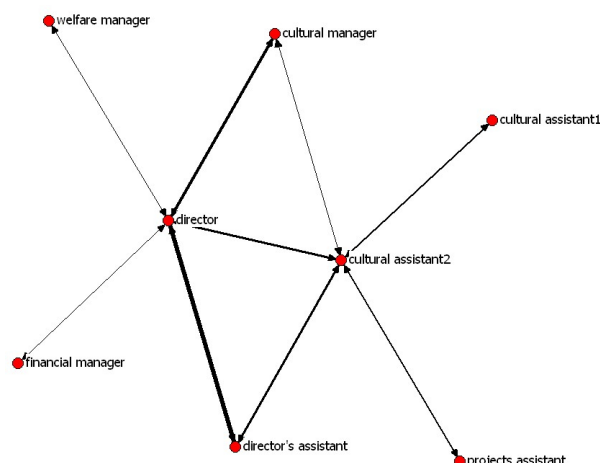 welfare manager
cultural manager
cultural assistant1
director
cultural assistant2
financial manager
director's assistant
projects assistant